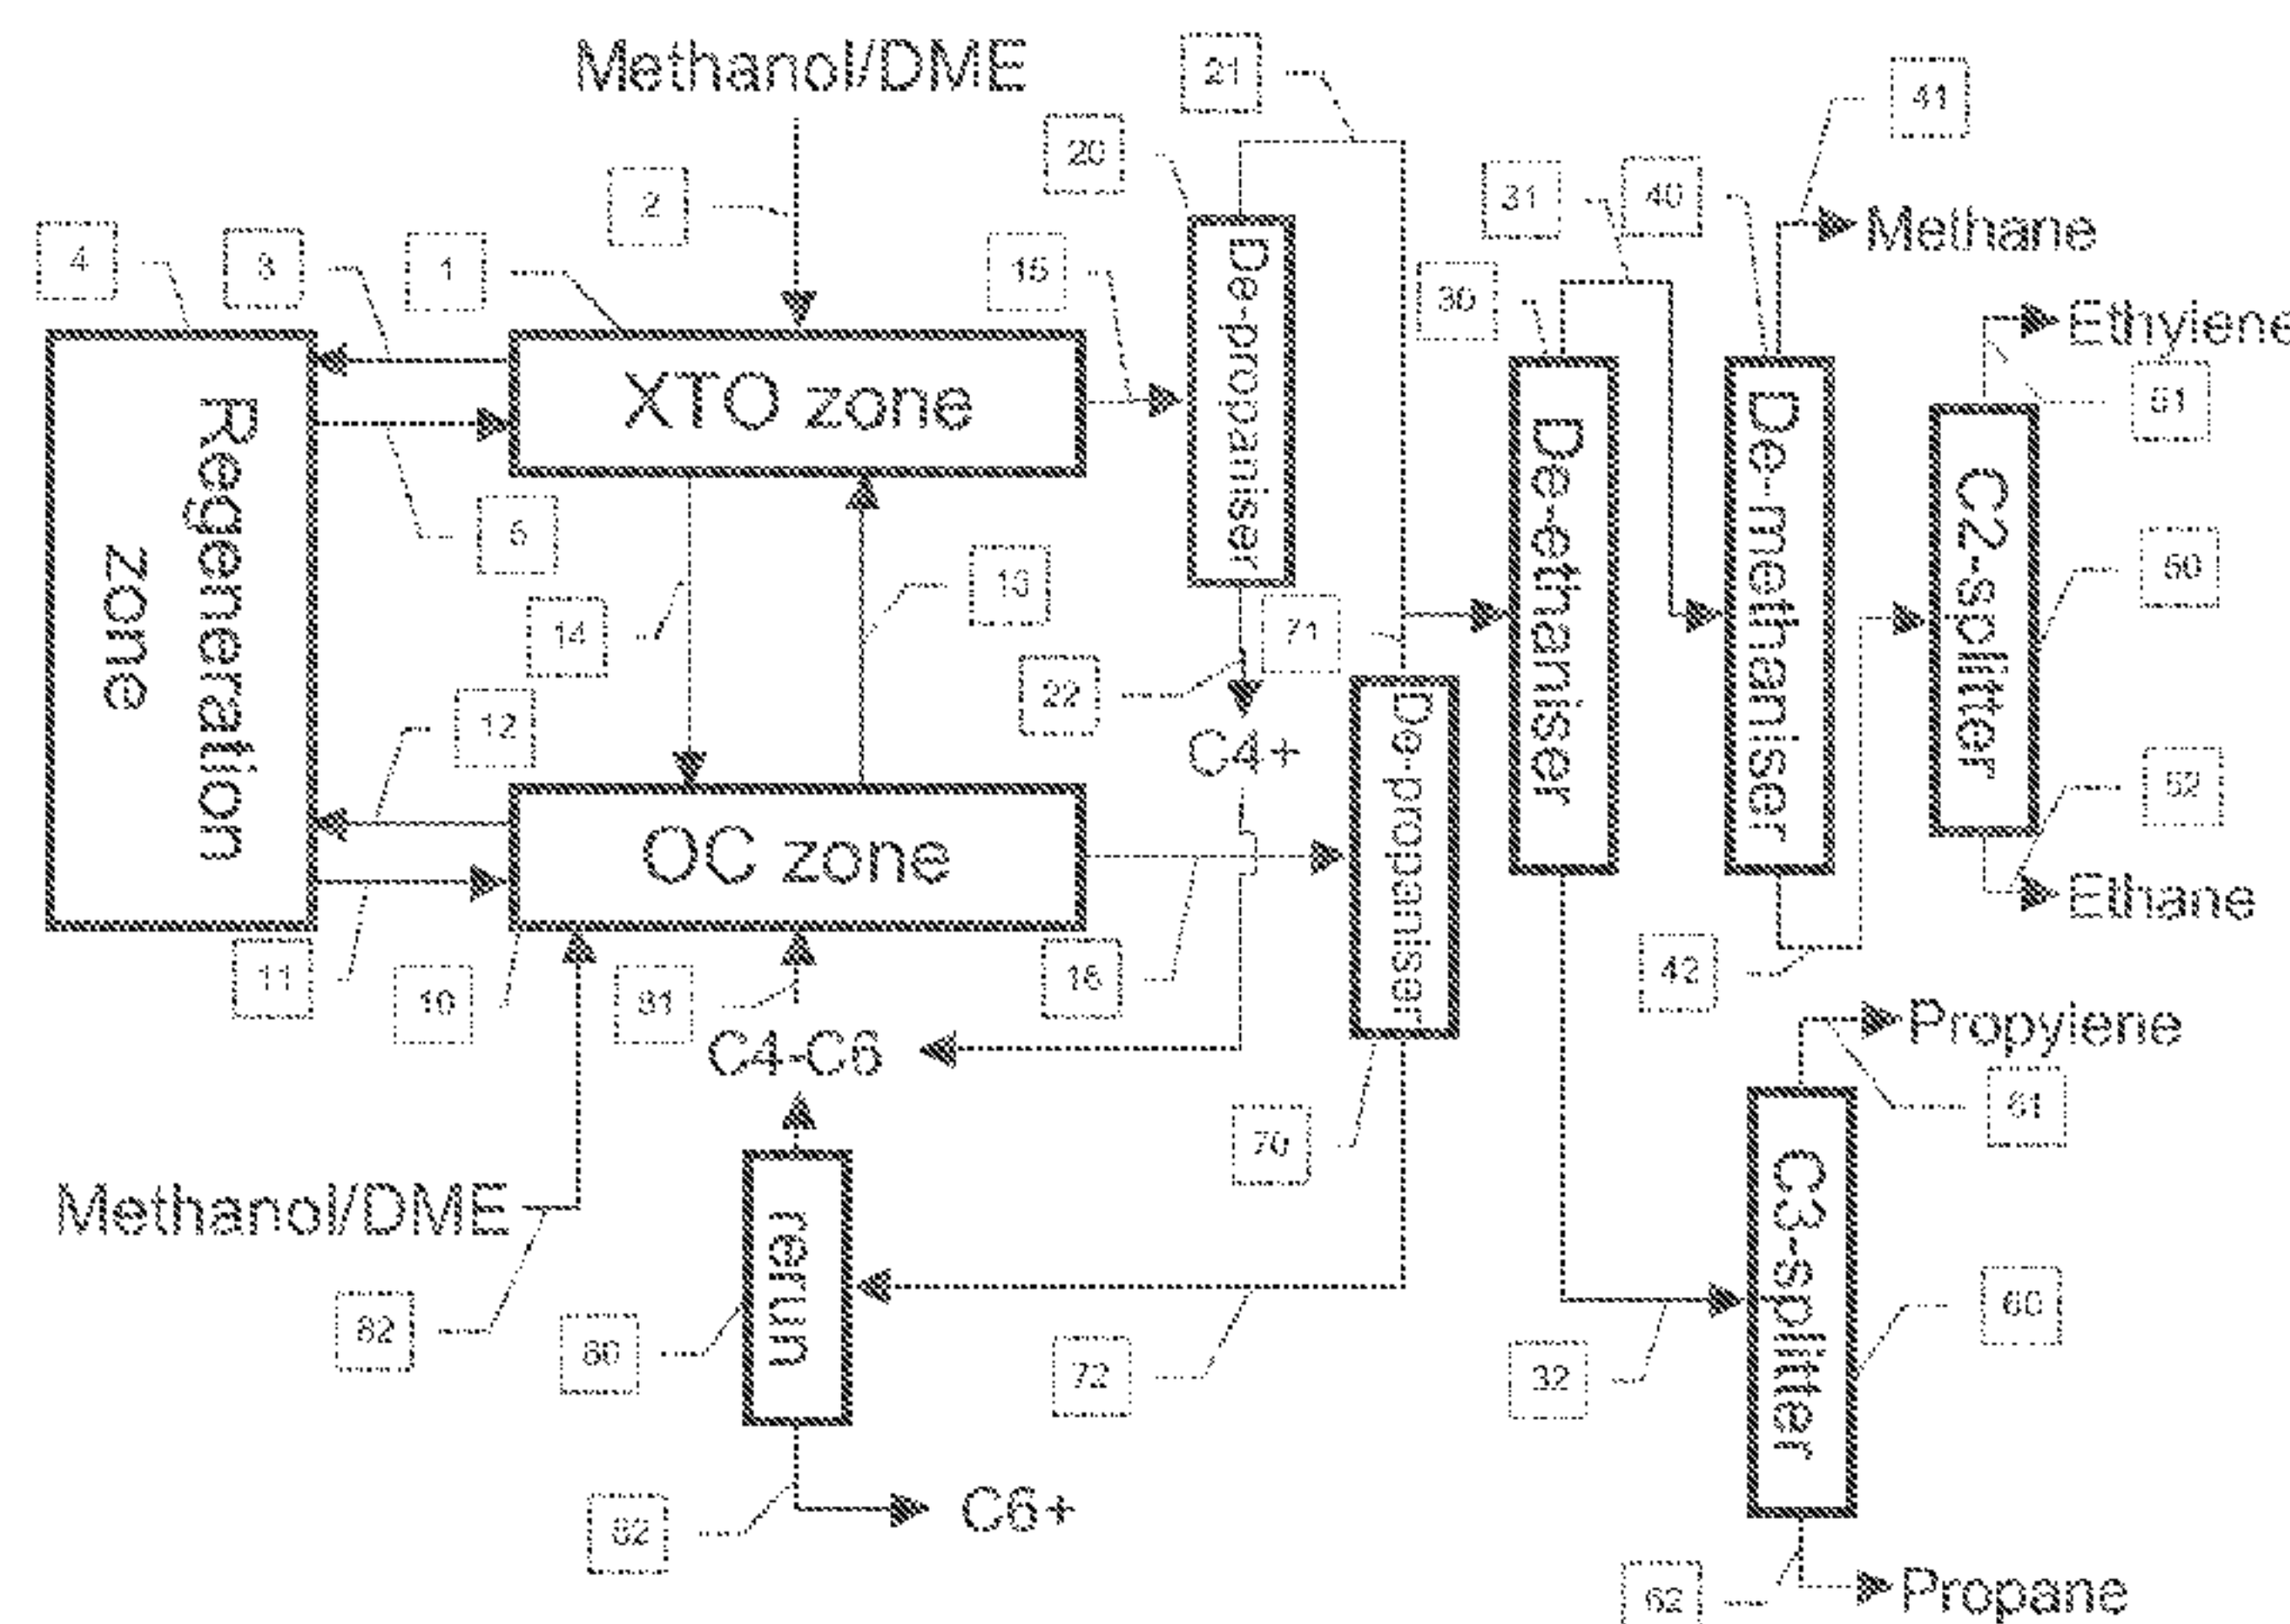 Methanol/DME
21
41
20
2
31
40
Methane
4
1
15
30
Ethylene
XTO zone
De-propaniser
51
Regeneration
zone
5
De-ethaniser
De-methaniser
C2-splitter
50
13
14
71
22
12
C4+
52
OC zone
De-propaniser
Ethane
11
10
81
16
42
C4-C6
Propylene
61
70
Methanol/DME
rerun
C3-splitter
82
80
72
32
60
82
C6+
62
Propane